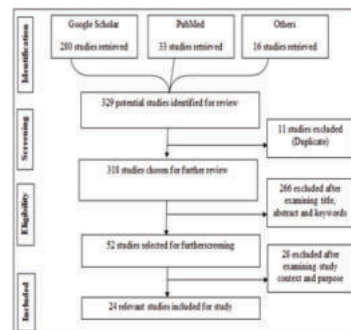 Google Scholar
280 studies retrieved
PubMed
33 studies retrieved
Others
16 studies retrieved
Identification
329 potential studies identified for review
Screening
11 studies excluded
(Duplicate)
318 studies chosen for further review
Eligibility
266 excluded after
examining title,
abstract and keywords
52 studies selected for furtherscreening
28 excluded after
examining study
context and purpose
Included
24 relevant studies included for study